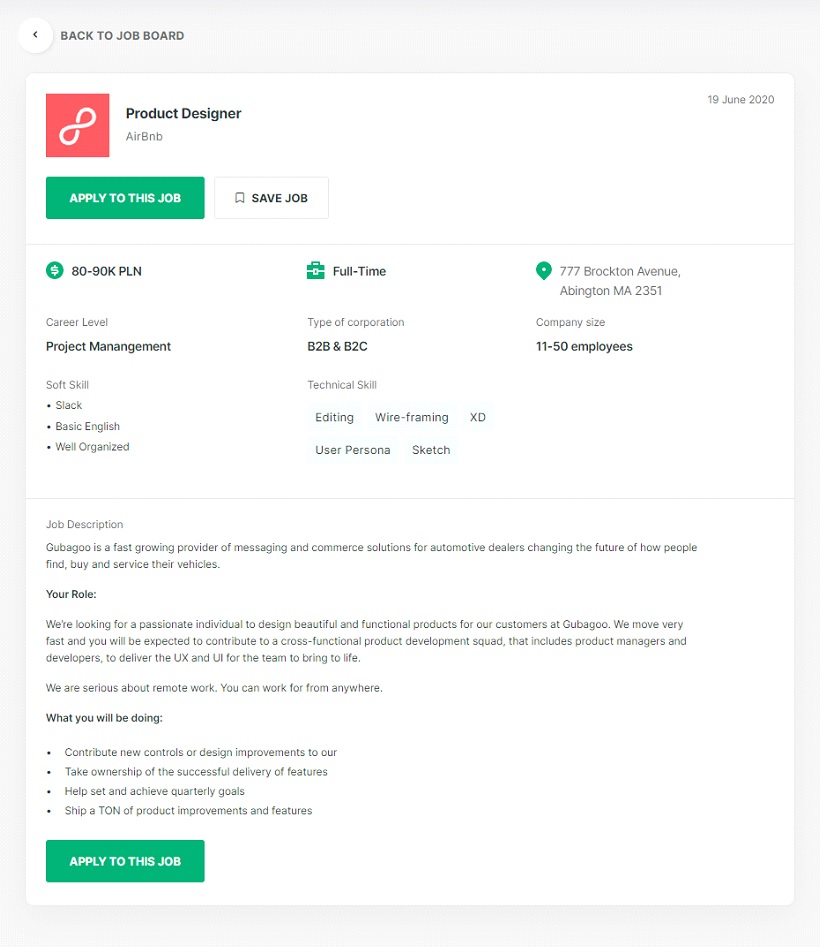 BACK TO JOB BOARD
Product Designer
19 June 2020
AirBnb
APPLY TO THIS JOB
SAVE JOB
80-90K PLN
Full-Time
777 Brockton Avenue,
Abington MA 2351
Career Level
Type of corporation
Company size
Project Manangement
B2B & B2C
11-50 employees
Soft Skill
• Slack
• Basic English
• Well Organized
Technical Skill
Editing Wire-framing XD
User Persona Sketch
Job Description
Gubagoo is a fast growing provider of messaging and commerce solutions for automotive dealers changing the future of how people
find, buy and service their vehicles.
Your Role:
We're looking for a passionate individual to design beautiful and functional products for our customers at Gubagoo. We move very
fast and you will be expected to contribute to a cross-functional product development squad, that includes product managers and
developers, to deliver the UX and UI for the team to bring to life.
We are serious about remote work. You can work for from anywhere.
What you will be doing:
• Contribute new controls or design improvements to our
• Take ownership of the successful delivery of features
• Help set and achieve quarterly goals
• Ship a TON of product improvements and features
APPLY TO THIS JOB